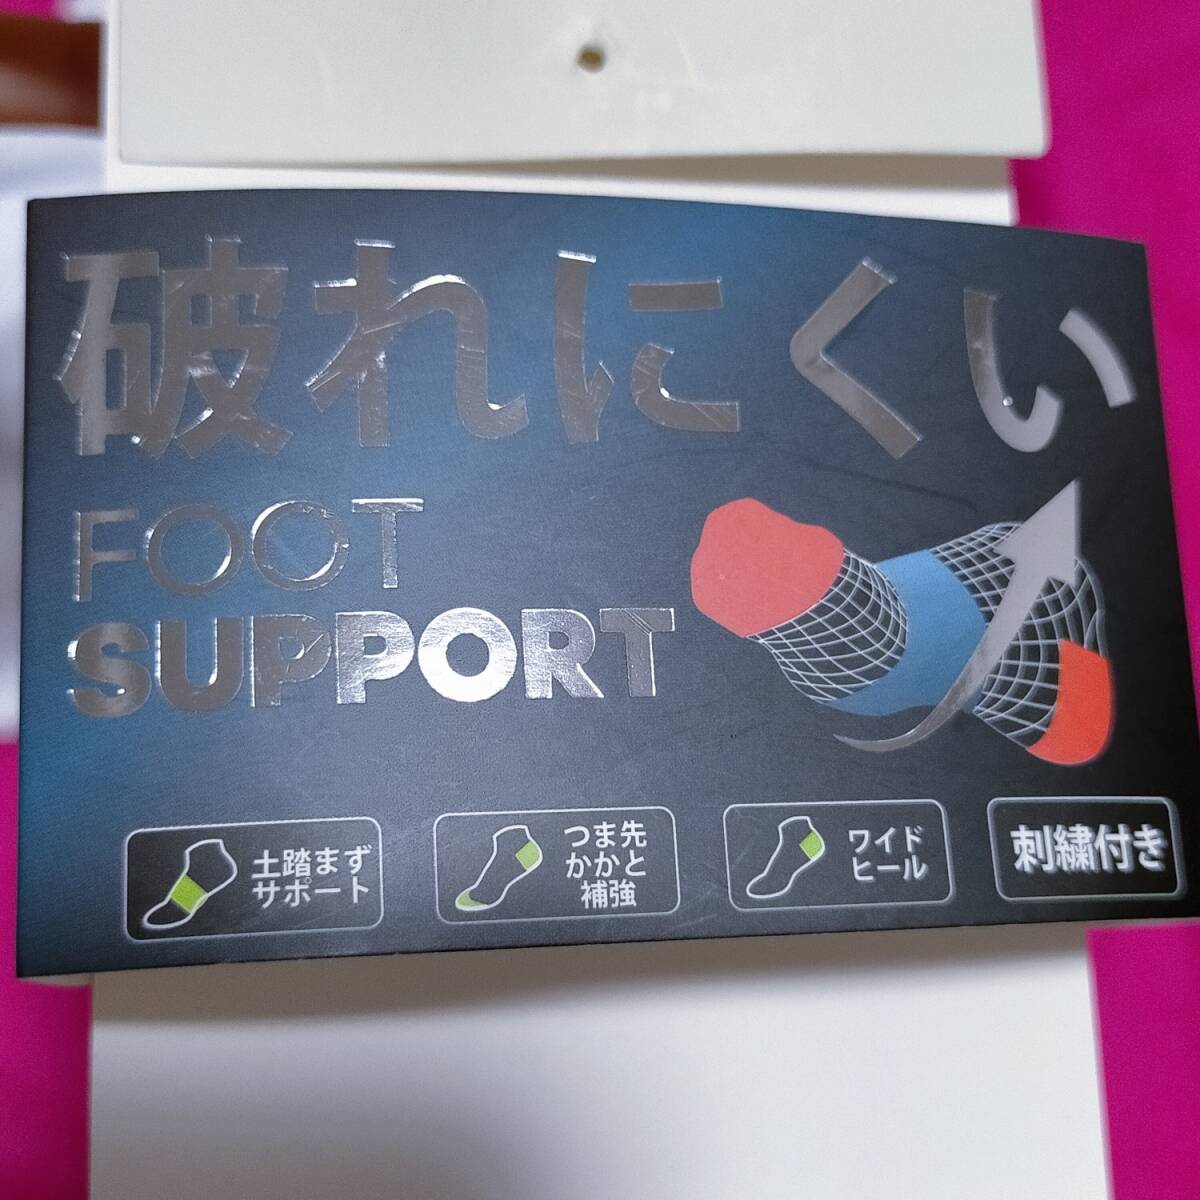 破れにくい
FOOT
SUPPORT
土踏まず
サポート
つま先
かかと
補強
ワイド
ヒール
刺繍付き